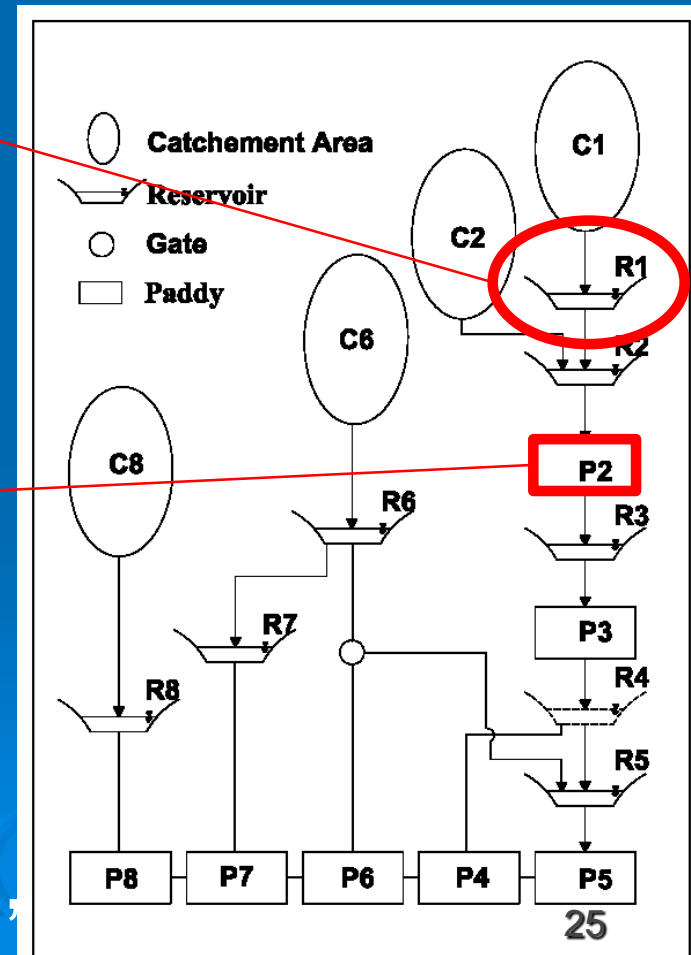 Catchement Area
Reservoir
Gate
Paddy
C1
C2
R1
R2
C6
C8
P2
R6
R3
R7
P3
R8
R4
R5
P8
P7
P6
P4
P5
25